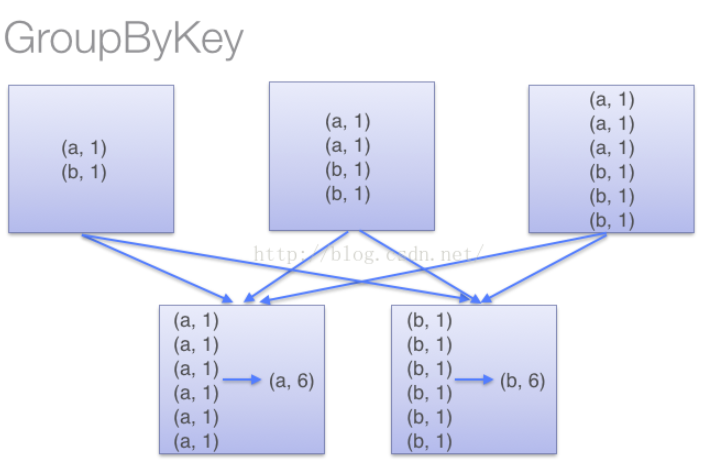 GroupByKey
(a, 1)
(b, 1)
(a, 1)
(a, 1)
(b, 1)
(b, 1)
(a, 1)
(a, 1)
(a, 1)
(b, 1)
(b, 1)
(b, 1)
http://blog.csdn.net/
(a, 1)
(a, 1)
(a, 1)
(a, 1)
(a, 1)
(a, 1)
(a, 6)
(b, 1)
(b, 1)
(b, 1)
(b, 1)
(b, 1)
(b, 1)
(b, 6)